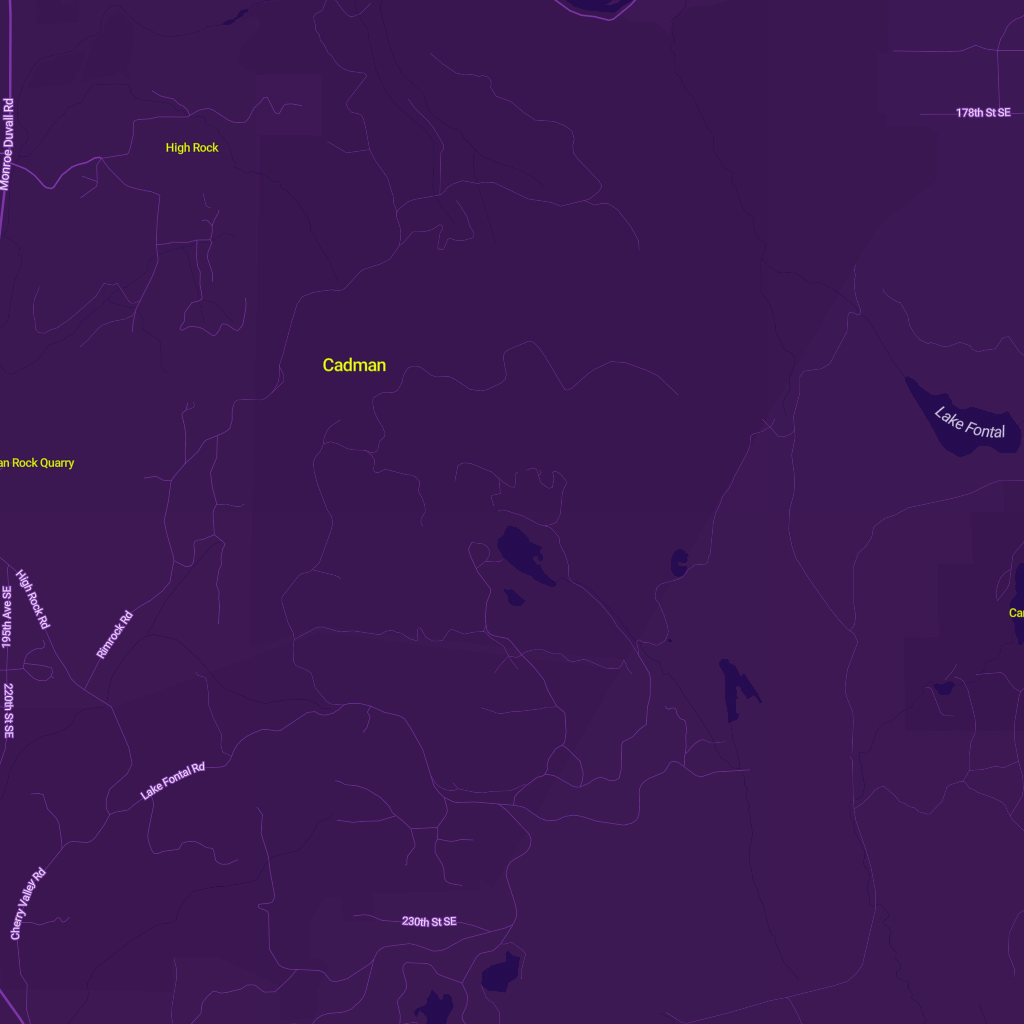 178th St SE
Monroe Duvall Rd
High Rock
Cadman
Lake Fontal
an Rock Quarry
High Rock Rd
195th Ave SE
Rimrock Rd
220th St SE
Lake Fontal Rd
Cherry Valley Rd
230th St SE